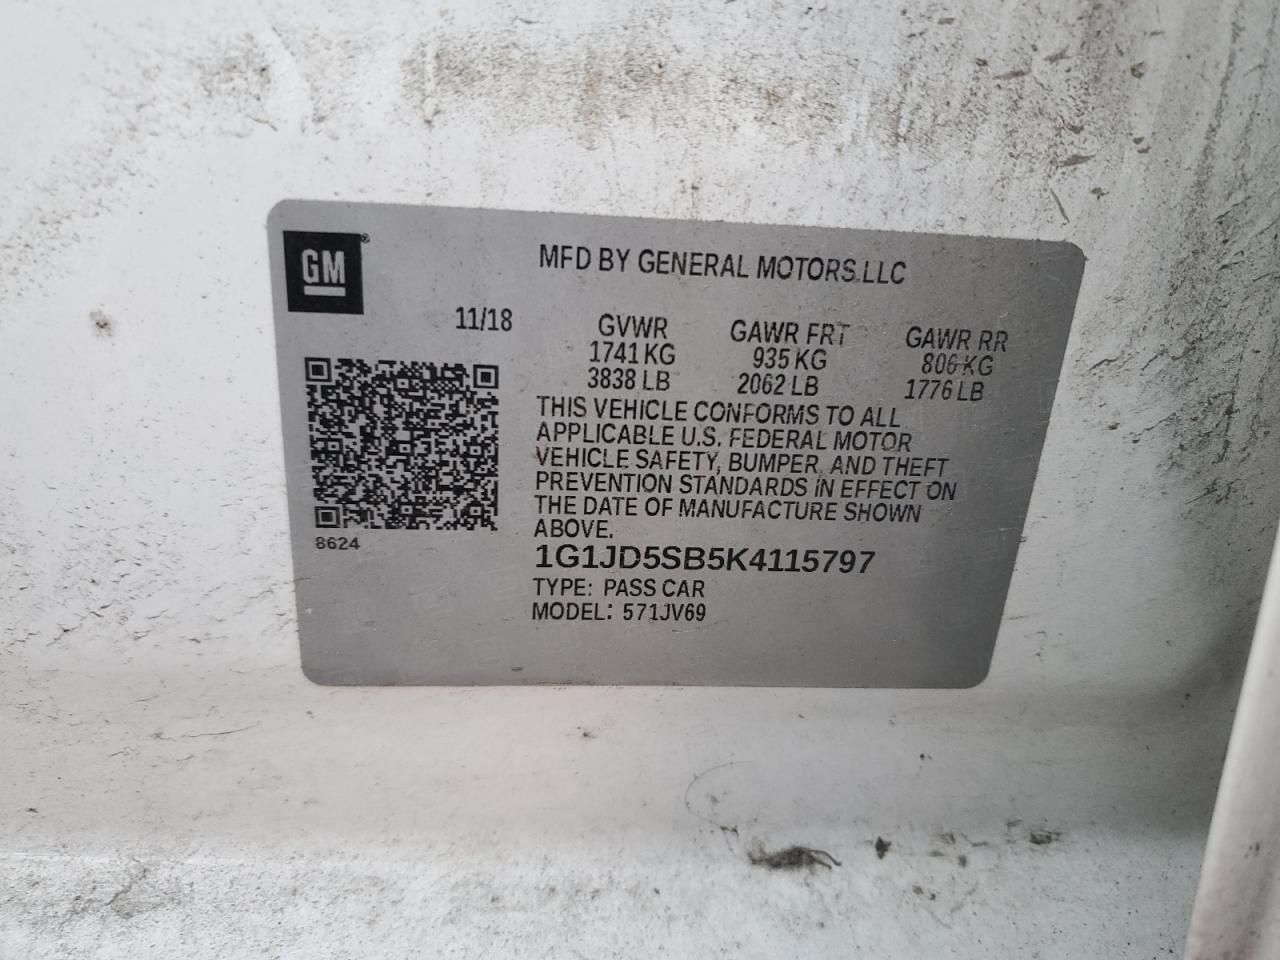 GM®
MFD BY GENERAL MOTORS LLC
11/18
GVWR GAWR FRT GAWR RR
1741 KG 935 KG 806 KG
3838 LB 2062 LB 1776 LB
THIS VEHICLE CONFORMS TO ALL
APPLICABLE U.S. FEDERAL MOTOR
VEHICLE SAFETY, BUMPER, AND THEFT
PREVENTION STANDARDS IN EFFECT ON
THE DATE OF MANUFACTURE SHOWN
ABOVE.
8624
1G1JD5SB5K4115797
TYPE: PASS CAR
MODEL: 571JV69